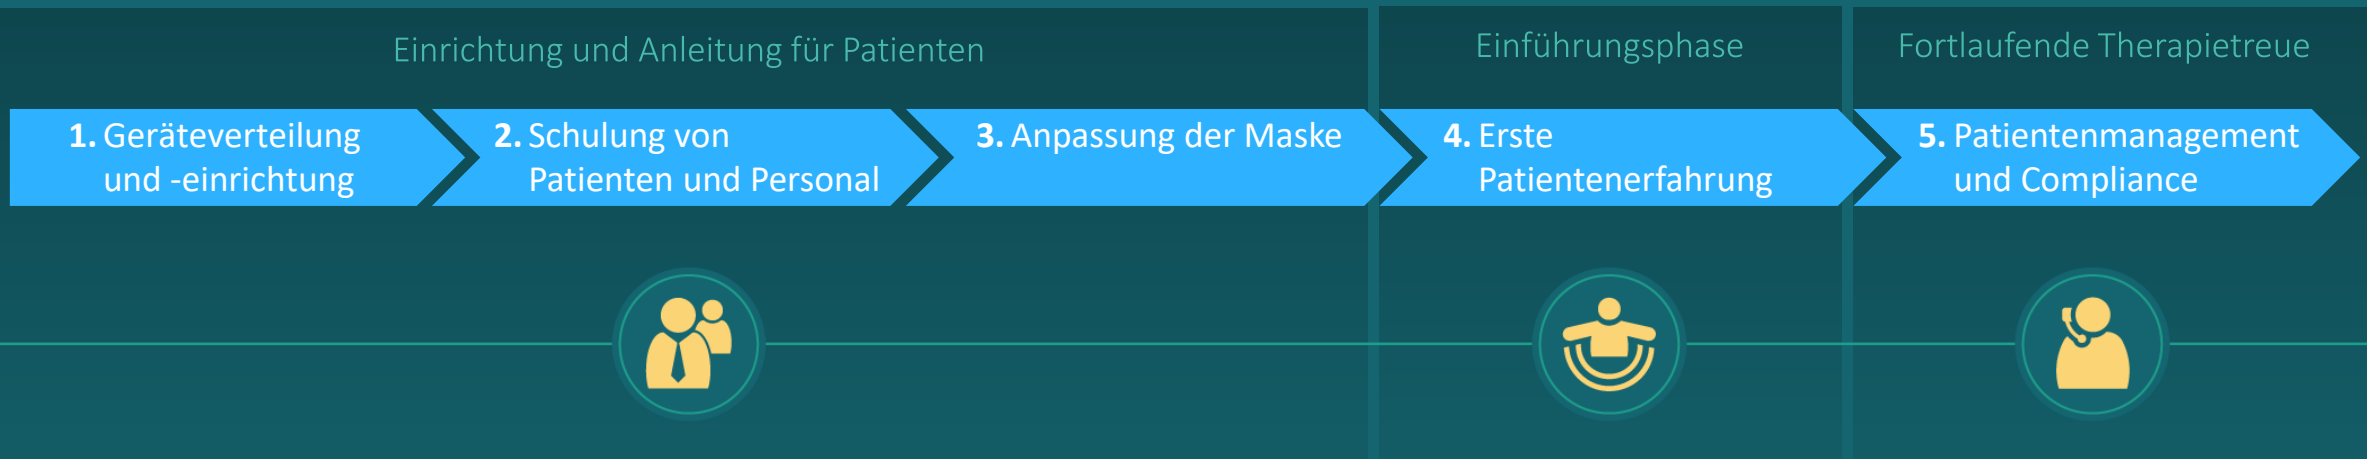 Einrichtung und Anleitung für Patienten
Einführungsphase
Fortlaufende Therapietreue
1. Geräteverteilung
und -einrichtung
2. Schulung von
Patienten und Personal
3. Anpassung der Maske
4. Erste
Patientenerfahrung
5. Patientenmanagement
und Compliance